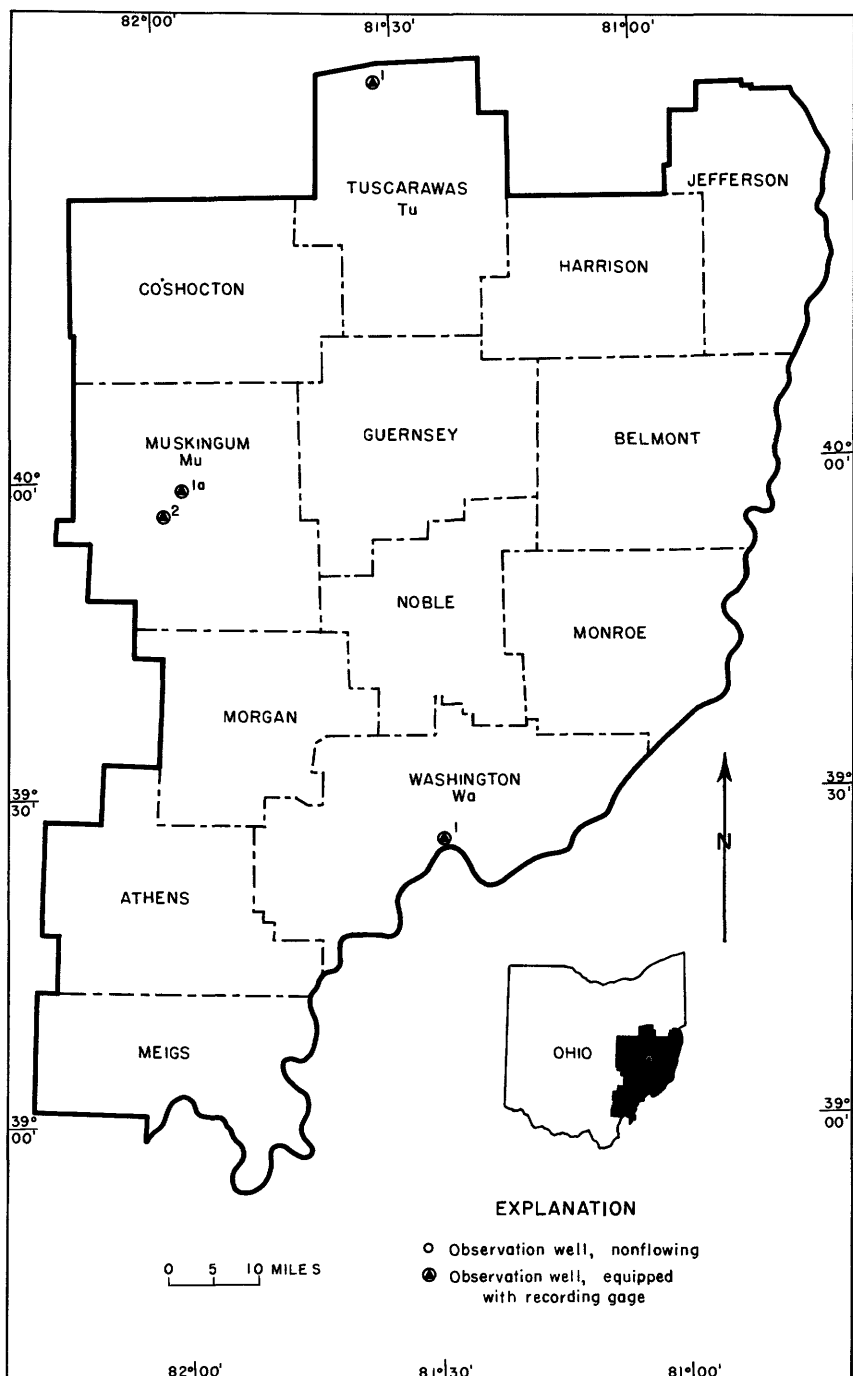 82°00' 81°30' 81°00'
1
JEFFERSON
TUSCARAWAS
Tu
HARRISON
COSHOCTON
GUERNSEY
BELMONT
MUSKINGUM
Mu
40°
00'
40°
00'
1a
2
NOBLE
MONROE
MORGAN
WASHINGTON
Wa
39°
30'
39°
30'
1
N
ATHENS
OHIO
MEIGS
39°
00'
39°
00'
EXPLANATION
Observation well, nonflowing
0 5 10 MILES
Observation well, equipped
with recording gage
82°00' 81°30' 81°00'